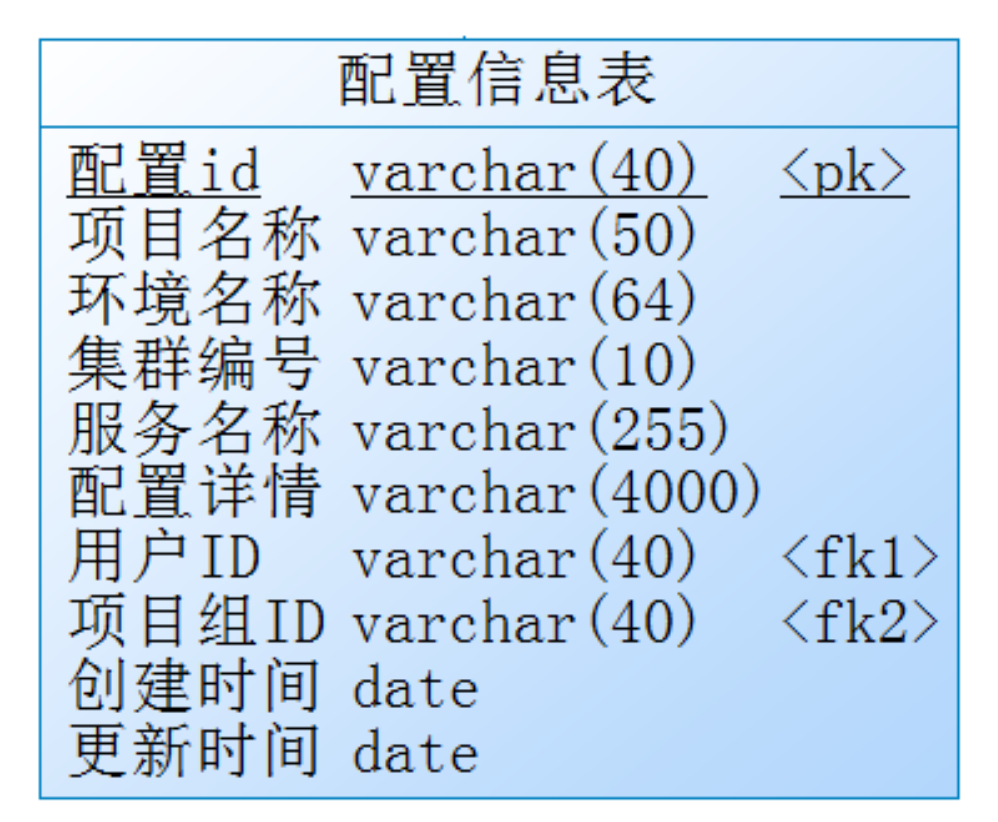 配置信息表
配置id varchar(40) <pk>
项目名称 varchar(50)
环境名称 varchar(64)
集群编号 varchar(10)
服务名称 varchar(255)
配置详情 varchar(4000)
用户ID varchar(40) <fk1>
项目组ID varchar(40) <fk2>
创建时间 date
更新时间 date